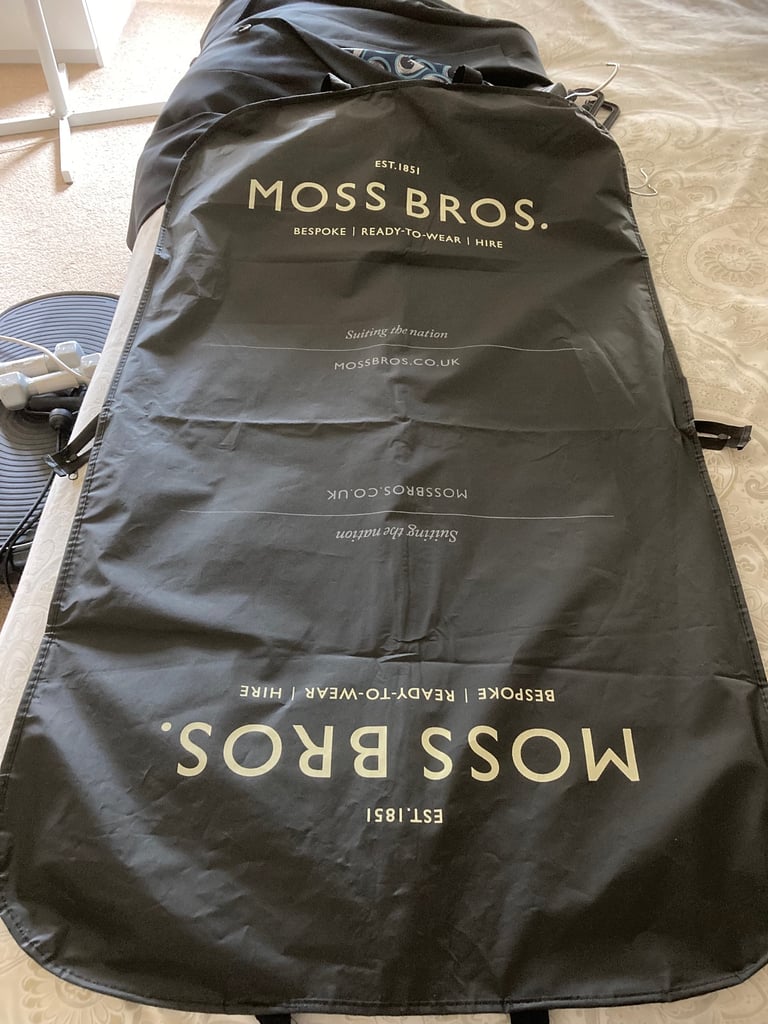 EST.1851
MOSS BROS.
BESPOKE | READY-TO-WEAR | HIRE
Suiting the nation
MOSSBROS.CO.UK
MOSSBROS.CO.UK
Suiting the nation
BESPOKE | READY-TO-WEAR | HIRE
MOSS BROS.
EST.1851